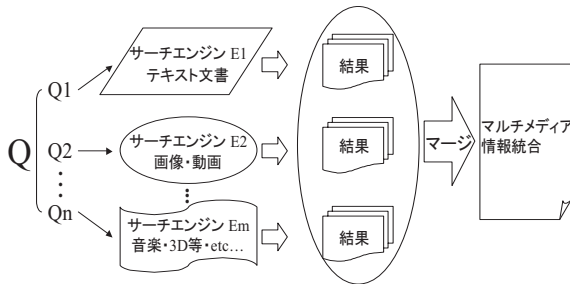 Q
Q1
Q2
Qn
サーチエンジン E1
テキスト文書
サーチエンジン E2
画像・動画
サーチエンジン Em
音楽・3D等・etc…
結果
結果
結果
マージ
マルチメディア
情報統合